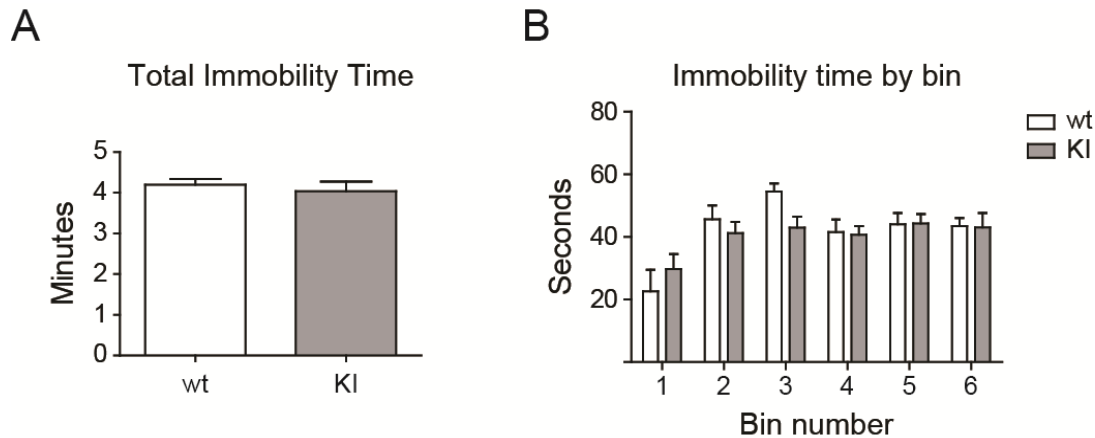 A
Total Immobility Time
Minutes
5
4
3
2
1
0
wt
KI
B
Immobility time by bin
Seconds
80
60
40
20
1 2 3 4 5 6
Bin number
wt
KI